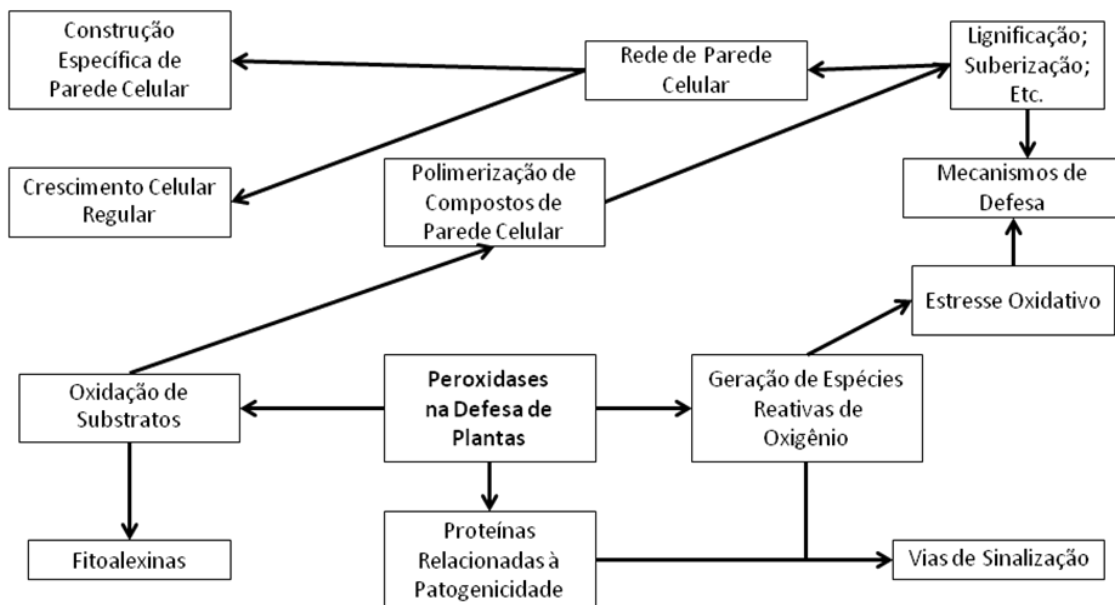 Construção
Específica de
Parede Celular
Rede de Parede
Celular
Lignificação;
Suberização;
Etc.
Crescimento Celular
Regular
Polimerização de
Compostos de
Parede Celular
Mecanismos de
Defesa
Estresse Oxidativo
Oxidação de
Substratos
Peroxidases
na Defesa de
Plantas
Geração de Espécies
Reativas de
Oxigênio
Fitoalexinas
Proteínas
Relacionadas à
Patogenicidade
Vias de Sinalização